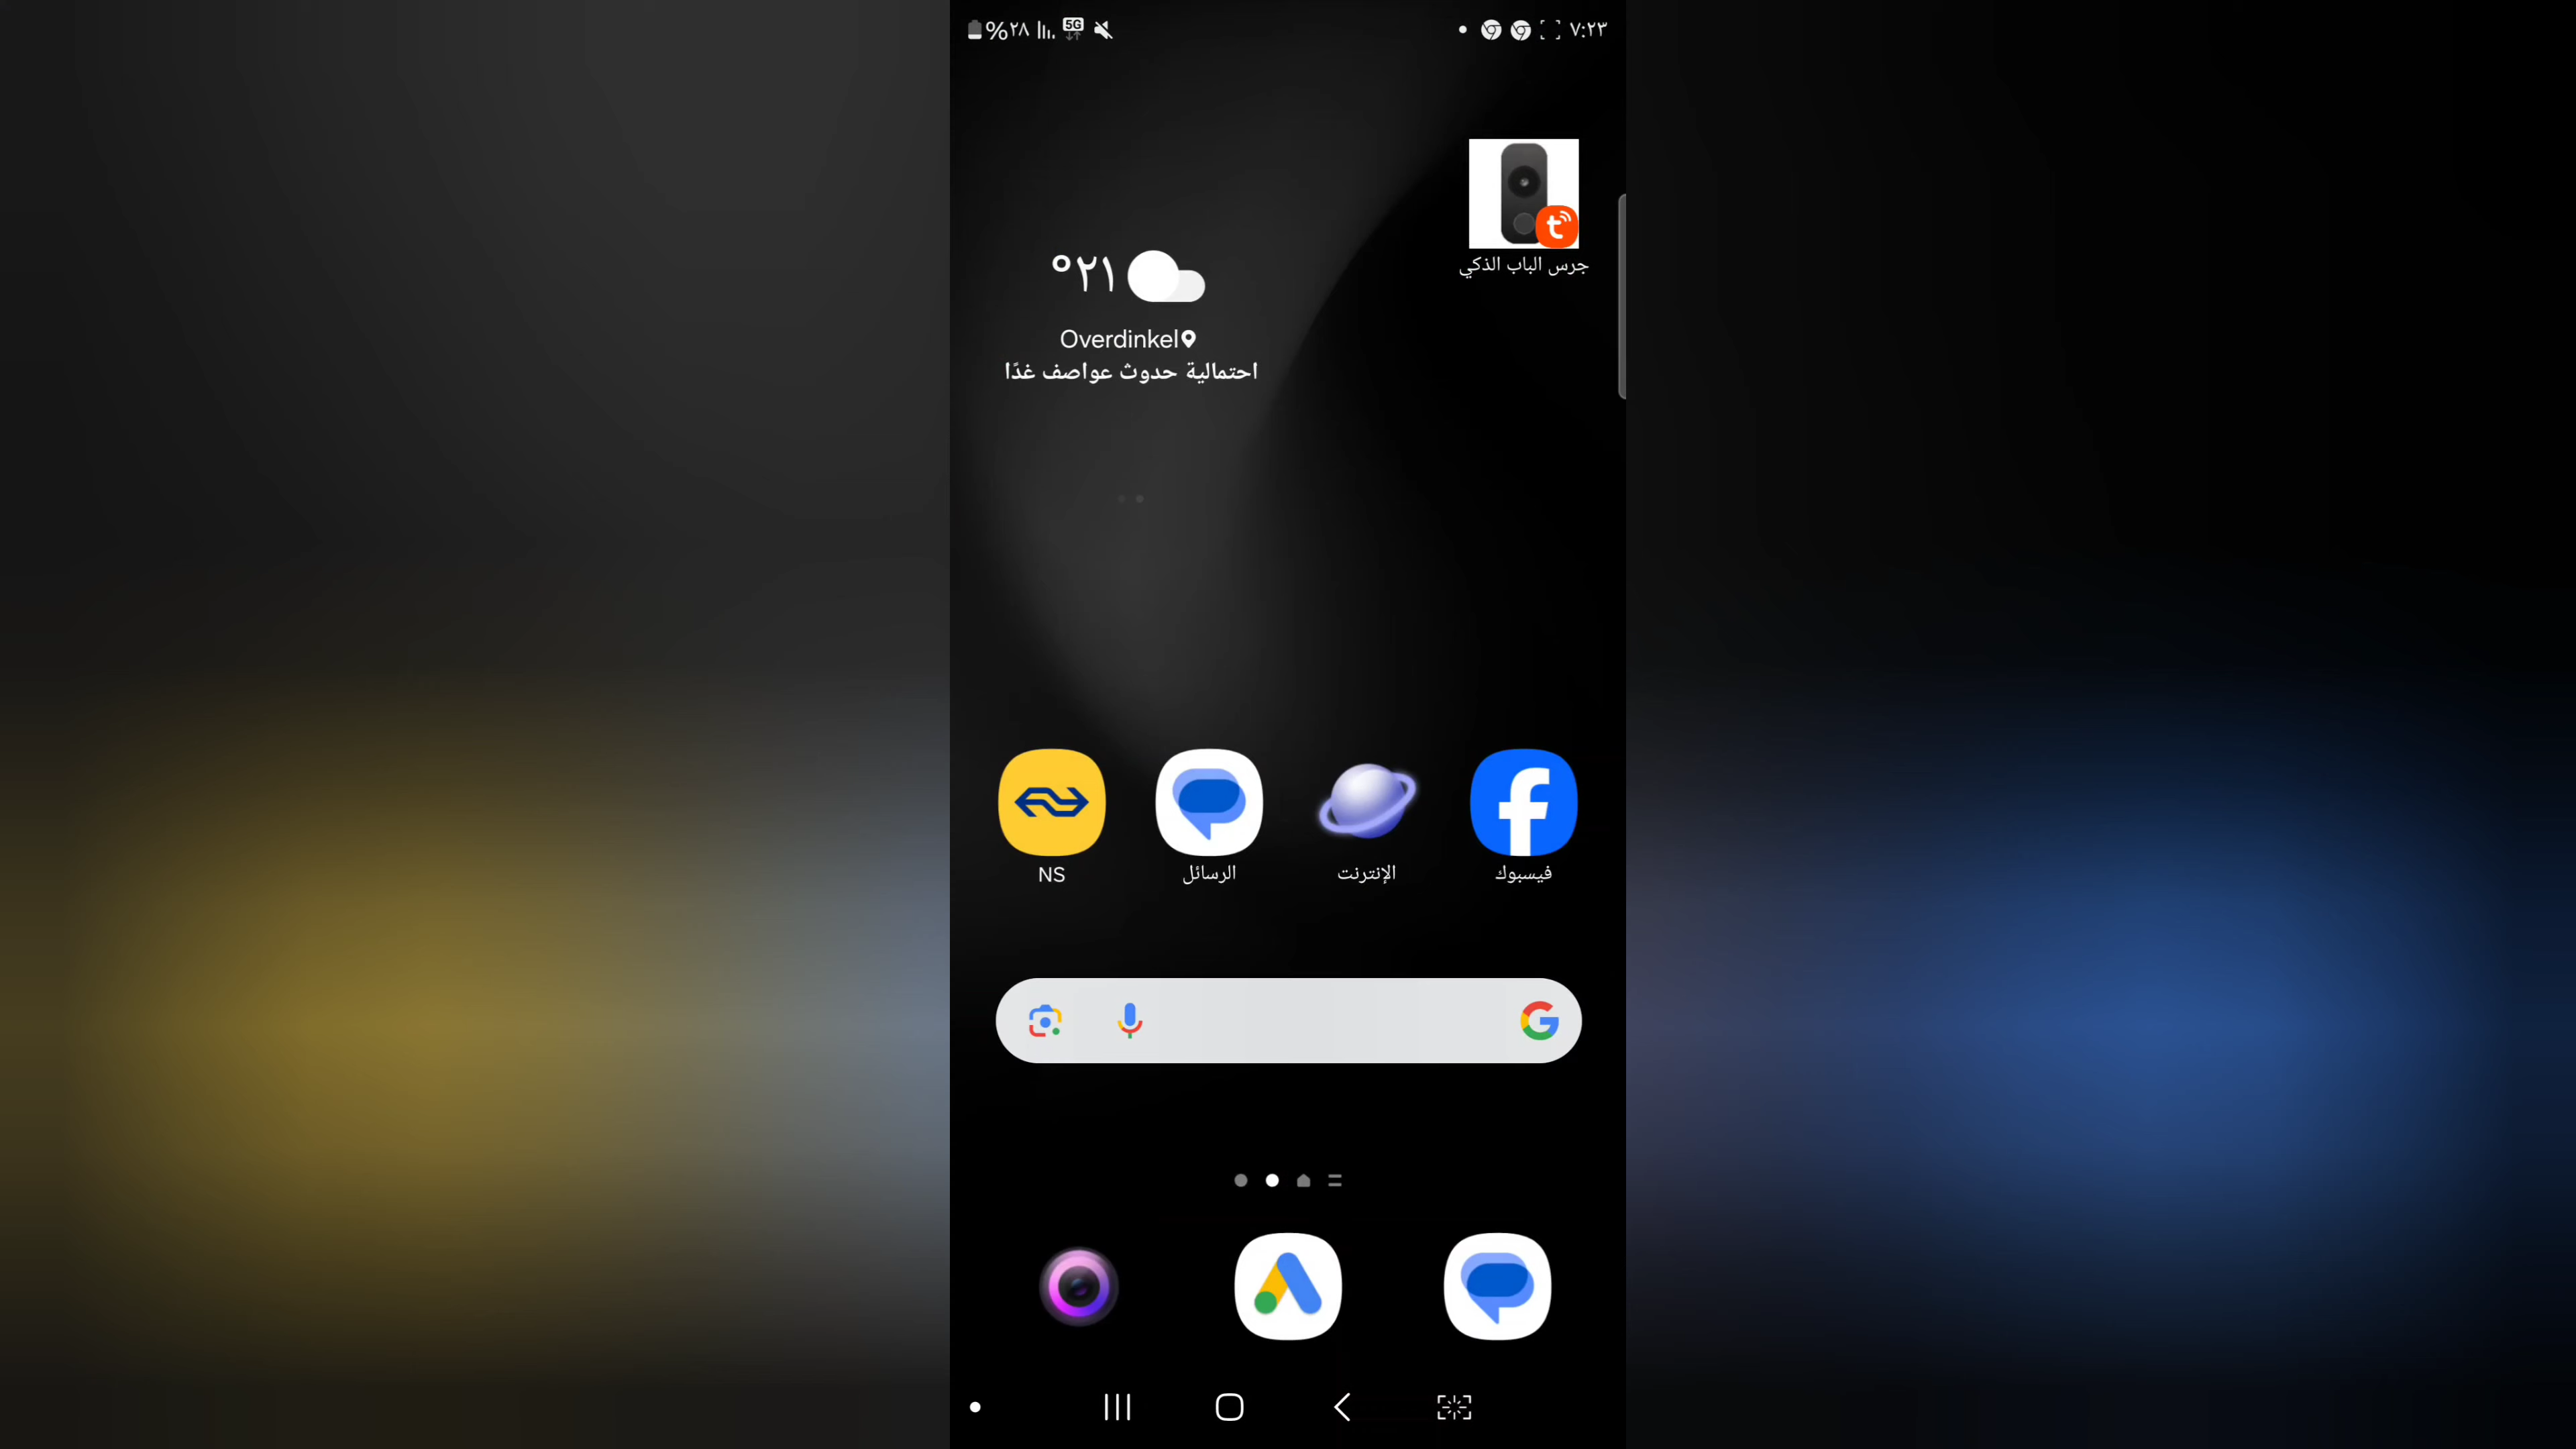 ٧:٢٣
5G
%٢٨
جرس الباب الذكي
°٢١
Overdinkel
احتمالية حدوث عواصف غدًا
فيسبوك
الإنترنت
الرسائل
NS